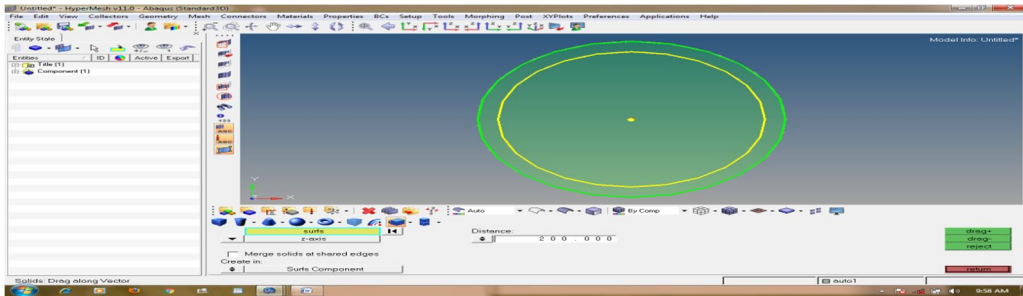 Untitled* - HyperMesh v11.0 - Abaqus (Standard3D)
File Edit View Collectors Geometry Mesh Connectors Materials Properties BCs Setup Tools Morphing Post XYPlots Preferences Applications Help
Entity State
Entities ID Active Export
Title (1)
Component (1)
Model Info: Untitled*
123
ABC
ABC
Y
X
Auto
By Comp
surfs
z-axis
Distance:
200.000
Merge solids at shared edges
Create in:
Surfs Component
drag+
drag-
reject
return
Solids: Drag along Vector
auto1
9:58 AM